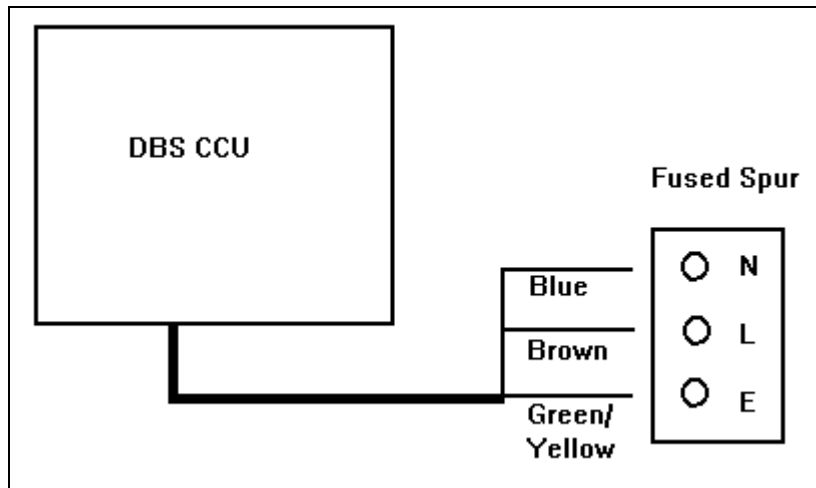 DBS CCU
Fused Spur
N
Blue
L
Brown
E
Green/
Yellow